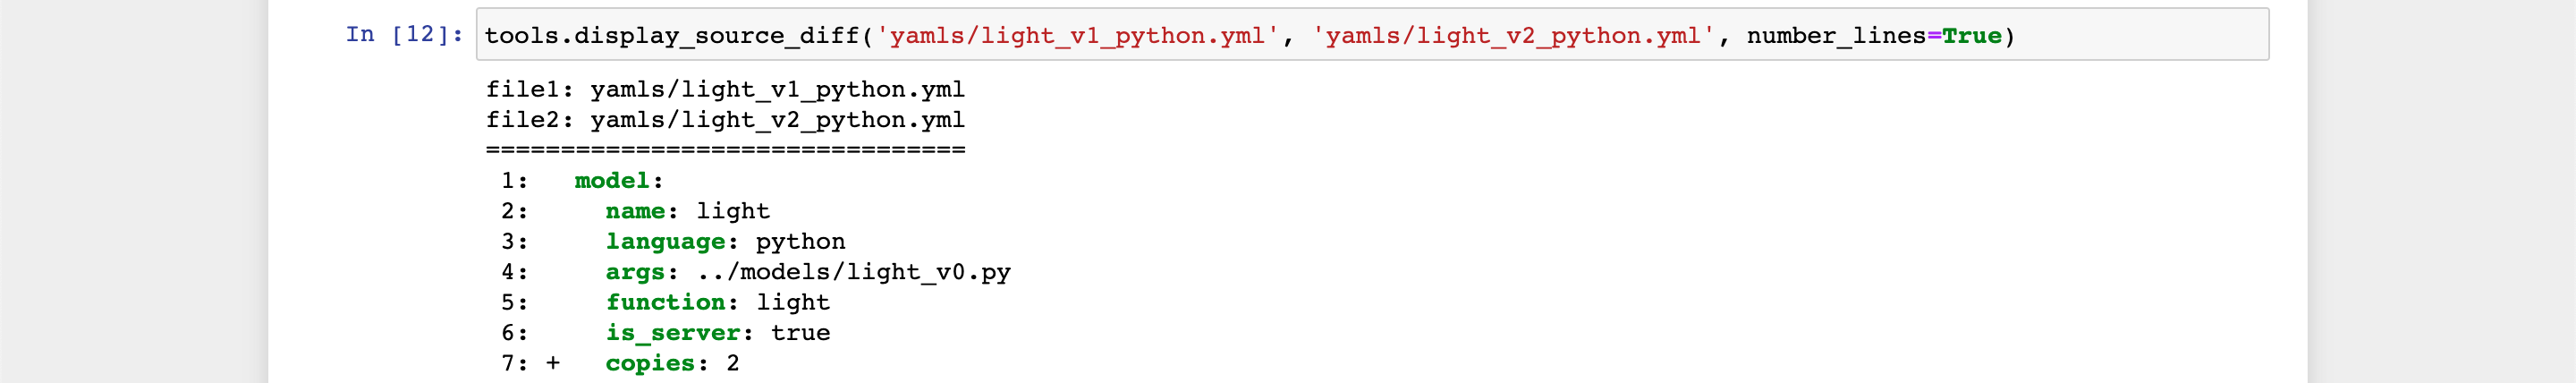 In [12]: tools.display_source_diff('yamls/light_v1_python.yml', 'yamls/light_v2_python.yml', number_lines=True)
file1: yamls/light_v1_python.yml
file2: yamls/light_v2_python.yml
================================
1:   model:
2:     name: light
3:     language: python
4:     args: ../models/light_v0.py
5:     function: light
6:     is_server: true
7: +   copies: 2